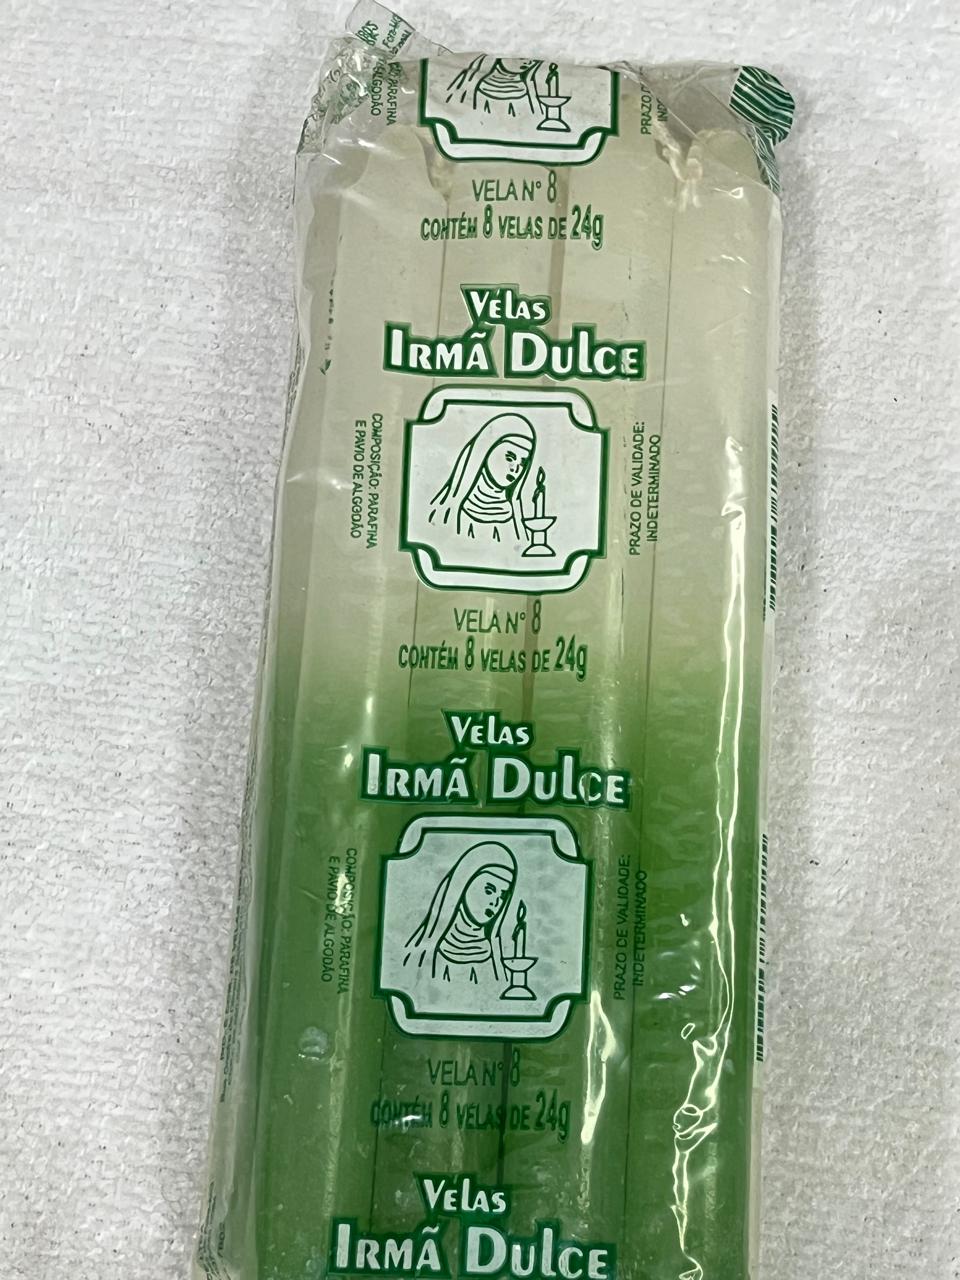 PARAFINA
ALGODÃO
VELA Nº 8
CONTÉM 8 VELAS DE 24g
VELAS
IRMÃ DULCE
COMPOSIÇÃO: PARAFINA
E PAVIO DE ALGODÃO
PRAZO DE VALIDADE:
INDETERMINADO
VELA Nº 8
CONTÉM 8 VELAS DE 24g
VELAS
IRMÃ DULCE
COMPOSIÇÃO: PARAFINA
E PAVIO DE ALGODÃO
PRAZO DE VALIDADE:
INDETERMINADO
VELA Nº 8
CONTÉM 8 VELAS DE 24g
VELAS
IRMÃ DULCE